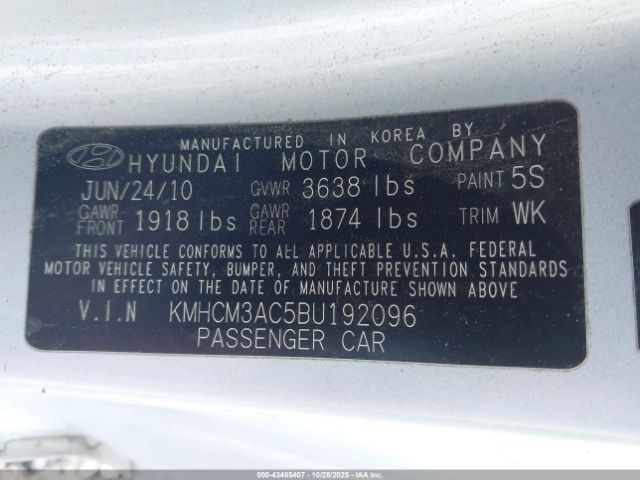 MANUFACTURED IN KOREA BY
HYUNDAI MOTOR COMPANY
JUN/24/10 GVWR 3638 lbs PAINT 5S
GAWR FRONT 1918 lbs GAWR REAR 1874 lbs TRIM WK
THIS VEHICLE CONFORMS TO ALL APPLICABLE U.S.A. FEDERAL
MOTOR VEHICLE SAFETY, BUMPER, AND THEFT PREVENTION STANDARDS
IN EFFECT ON THE DATE OF MANUFACTURE SHOWN ABOVE
V.I.N KMHCM3AC5BU192096
PASSENGER CAR
000-43485407 - 10/28/2025 - IAAI.COM